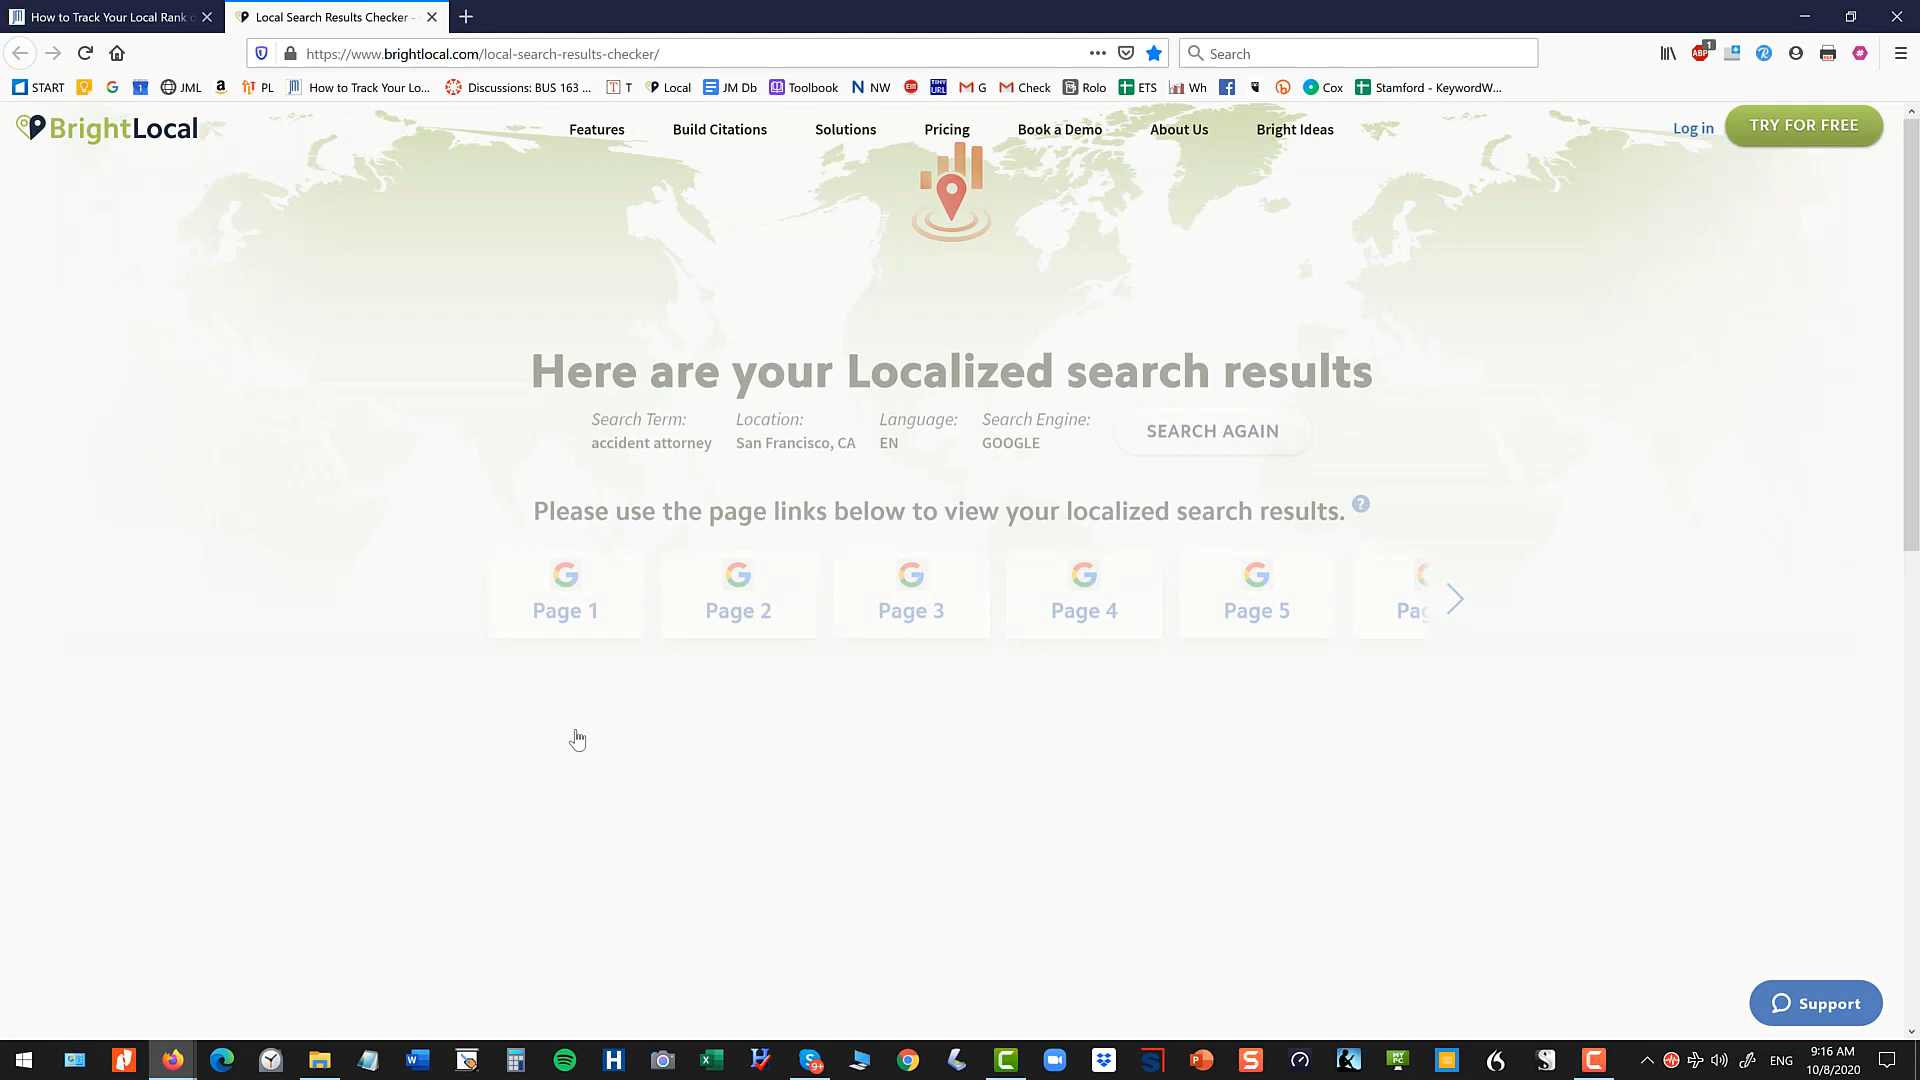 How to Track Your Local Rank
Local Search Results Checker -
https://www.brightlocal.com/local-search-results-checker/
Search
ABP
1
START
JML
PL
How to Track Your Lo...
Discussions: BUS 163 ...
T
Local
JM Db
Toolbook
NW
G
Check
Rolo
ETS
Wh
Cox
Stamford - KeywordW...
BrightLocal
Features
Build Citations
Solutions
Pricing
Book a Demo
About Us
Bright Ideas
Log in
TRY FOR FREE
Here are your Localized search results
Search Term:
Location:
Language:
Search Engine:
accident attorney
San Francisco, CA
EN
GOOGLE
SEARCH AGAIN
Please use the page links below to view your localized search results. ?
Page 1
Page 2
Page 3
Page 4
Page 5
Pag
Support
9+
ENG
9:16 AM
10/8/2020